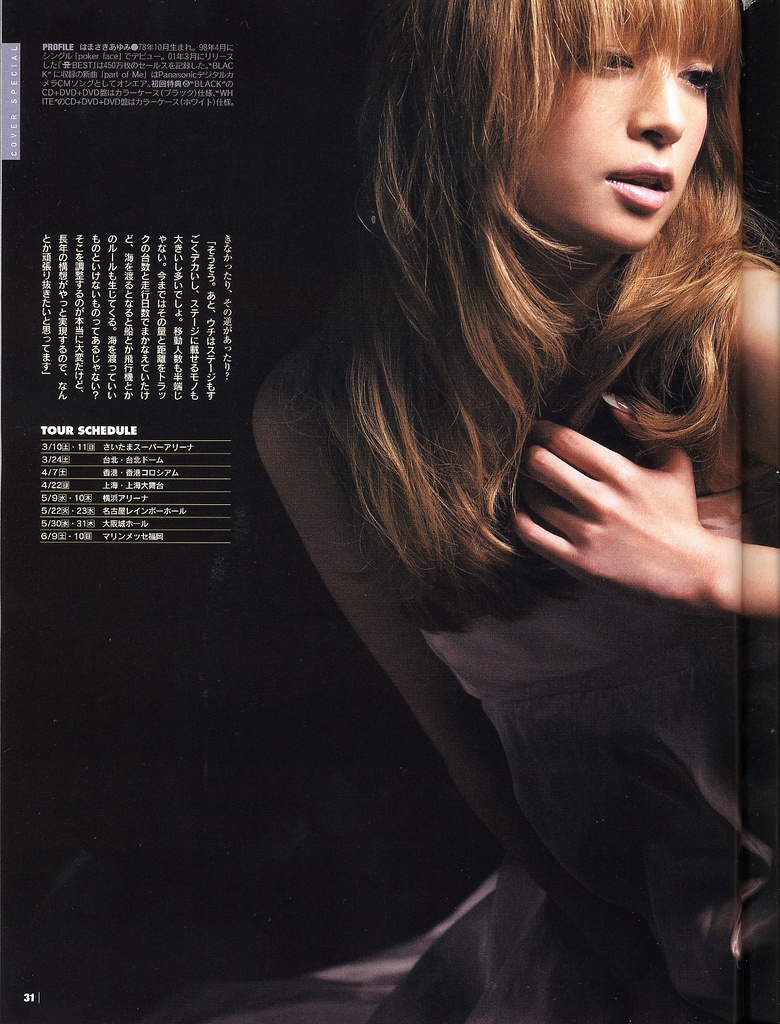 COVER SPECIAL
PROFILE はまさきあゆみ●78年10月生まれ。98年4月に
シングル「poker face」でデビュー。01年3月にリリース
した『A BEST』は450万枚のセールスを記録した。"BLAC
K"に収録の新曲「part of Me」はPanasonicデジタルカ
メラCMソングとしてオンエア。初回特典●"BLACK"の
CD+DVD+DVD盤はカラーケース(ブラック)仕様、"WH
ITE"のCD+DVD+DVD盤はカラーケース(ホワイト)仕様。
きなかったり、その逆があったり?
「そうそう。あと、ウチはステージもす
ごくデカいし、ステージに載せるモノも
大きいし多いでしょ。移動人数も半端じ
ゃない。今まではその量と距離をトラッ
クの台数と走行日数でまかなえていたけ
ど、海を渡るとなると船とか飛行機とか
のルールも生じてくる。海を渡っていい
ものといけないものってあるじゃない?
そこを調整するのが本当に大変だけど、
長年の構想がやっと実現するので、なん
とか頑張り抜きたいと思ってます」
TOUR SCHEDULE
3/10土・11日 さいたまスーパーアリーナ
3/24土 台北・台北ドーム
4/7土 香港・香港コロシアム
4/22日 上海・上海大舞台
5/9水・10木 横浜アリーナ
5/22火・23水 名古屋レインボーホール
5/30水・31木 大阪城ホール
6/9土・10日 マリンメッセ福岡
31